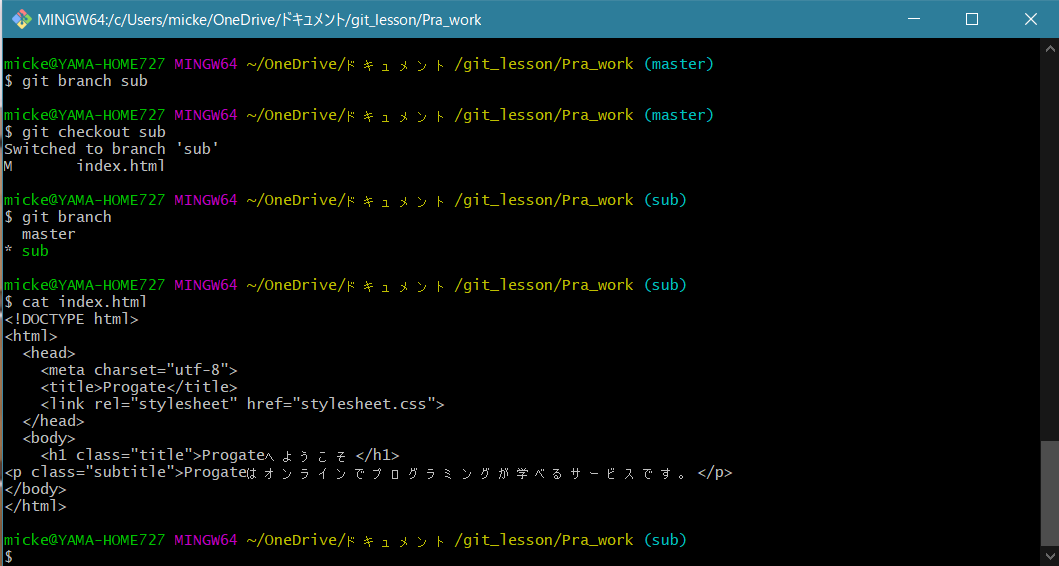 MINGW64:/c/Users/micke/OneDrive/ドキュメント/git_lesson/Pra_work
micke@YAMA-HOME727 MINGW64 ~/OneDrive/ドキュメント/git_lesson/Pra_work (master)
$ git branch sub
micke@YAMA-HOME727 MINGW64 ~/OneDrive/ドキュメント/git_lesson/Pra_work (master)
$ git checkout sub
Switched to branch 'sub'
M       index.html
micke@YAMA-HOME727 MINGW64 ~/OneDrive/ドキュメント/git_lesson/Pra_work (sub)
$ git branch
  master
* sub
micke@YAMA-HOME727 MINGW64 ~/OneDrive/ドキュメント/git_lesson/Pra_work (sub)
$ cat index.html
<!DOCTYPE html>
<html>
  <head>
    <meta charset="utf-8">
    <title>Progate</title>
    <link rel="stylesheet" href="stylesheet.css">
  </head>
  <body>
    <h1 class="title">Progateへようこそ</h1>
<p class="subtitle">Progateはオンラインでプログラミングが学べるサービスです。</p>
</body>
</html>
micke@YAMA-HOME727 MINGW64 ~/OneDrive/ドキュメント/git_lesson/Pra_work (sub)
$